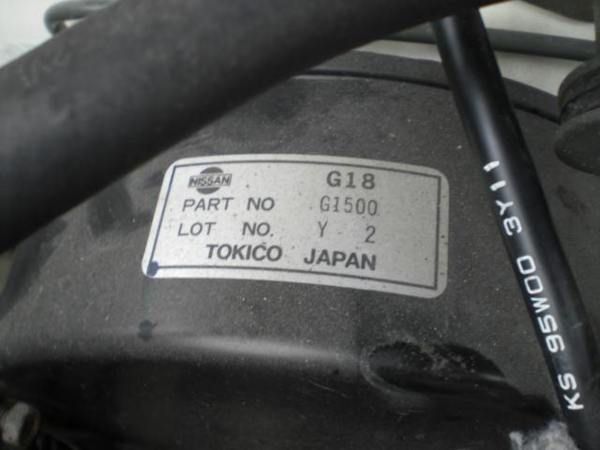 NISSAN G18
PART NO G1500
LOT NO. Y 2
TOKICO JAPAN
KS 95W00 3Y11